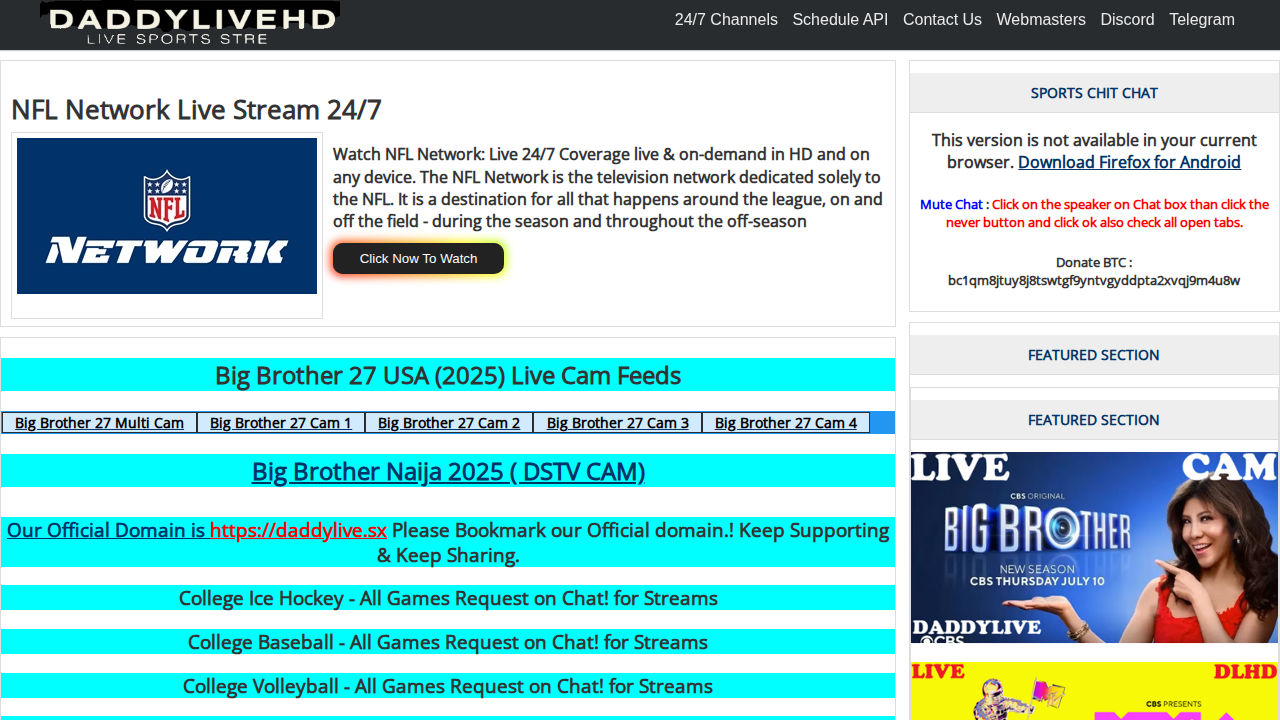 DADDYLIVEHD
LIVE SPORTS STRE
24/7 Channels Schedule API Contact Us Webmasters Discord Telegram
NFL Network Live Stream 24/7
NFL
NETWORK
Watch NFL Network: Live 24/7 Coverage live & on-demand in HD and on
any device. The NFL Network is the television network dedicated solely to
the NFL. It is a destination for all that happens around the league, on and
off the field - during the season and throughout the off-season
Click Now To Watch
Big Brother 27 USA (2025) Live Cam Feeds
Big Brother 27 Multi Cam Big Brother 27 Cam 1 Big Brother 27 Cam 2 Big Brother 27 Cam 3 Big Brother 27 Cam 4
Big Brother Naija 2025 ( DSTV CAM)
Our Official Domain is https://daddylive.sx Please Bookmark our Official domain.! Keep Supporting
& Keep Sharing.
College Ice Hockey - All Games Request on Chat! for Streams
College Baseball - All Games Request on Chat! for Streams
College Volleyball - All Games Request on Chat! for Streams
SPORTS CHIT CHAT
This version is not available in your current
browser. Download Firefox for Android
Mute Chat : Click on the speaker on Chat box than click the
never button and click ok also check all open tabs.
Donate BTC :
bc1qm8jtuy8j8tswtgf9yntvgyddpta2xvqj9m4u8w
FEATURED SECTION
FEATURED SECTION
LIVE CAM
CBS ORIGINAL
BIG BROTHER
NEW SEASON
CBS THURSDAY JULY 10
DADDYLIVE
CBS
LIVE DLHD
CBS PRESENTS